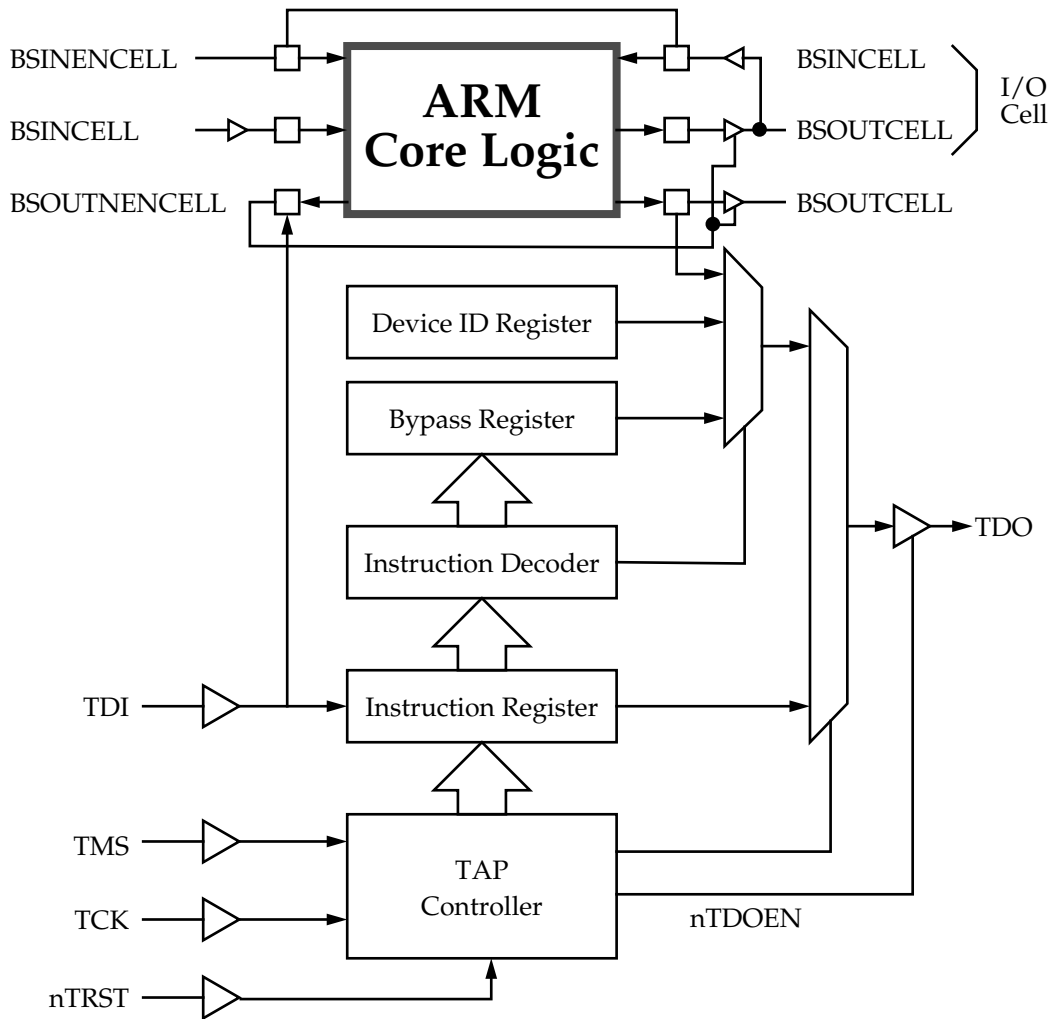 BSINENCELL
BSINCELL
I/O
Cell
ARM
Core Logic
BSINCELL
BSOUTCELL
BSOUTNENCELL
BSOUTCELL
Device ID Register
Bypass Register
TDO
Instruction Decoder
TDI
Instruction Register
TMS
TAP
Controller
TCK
nTDOEN
nTRST